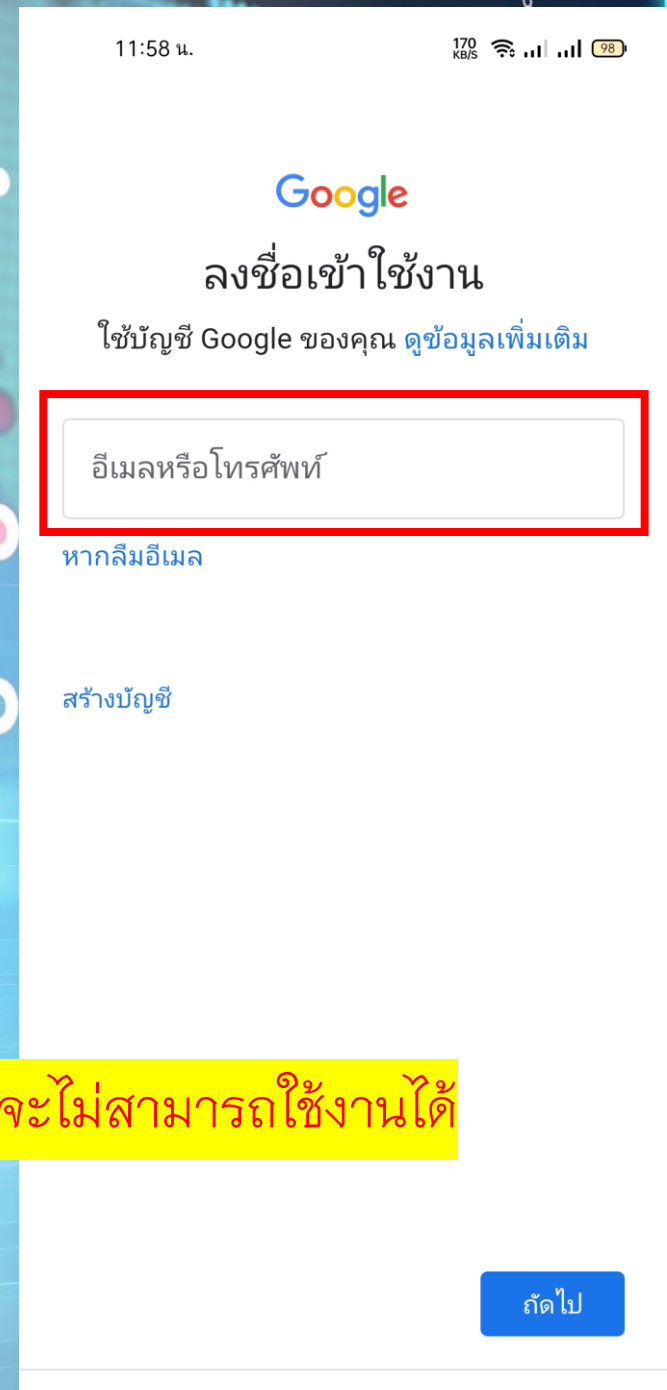 11:58 น. 170 KB/S 98
Google
ลงชื่อเข้าใช้งาน
ใช้บัญชี Google ของคุณ ดูข้อมูลเพิ่มเติม
อีเมลหรือโทรศัพท์
หากลืมอีเมล
สร้างบัญชี
จะไม่สามารถใช้งานได้
ถัดไป